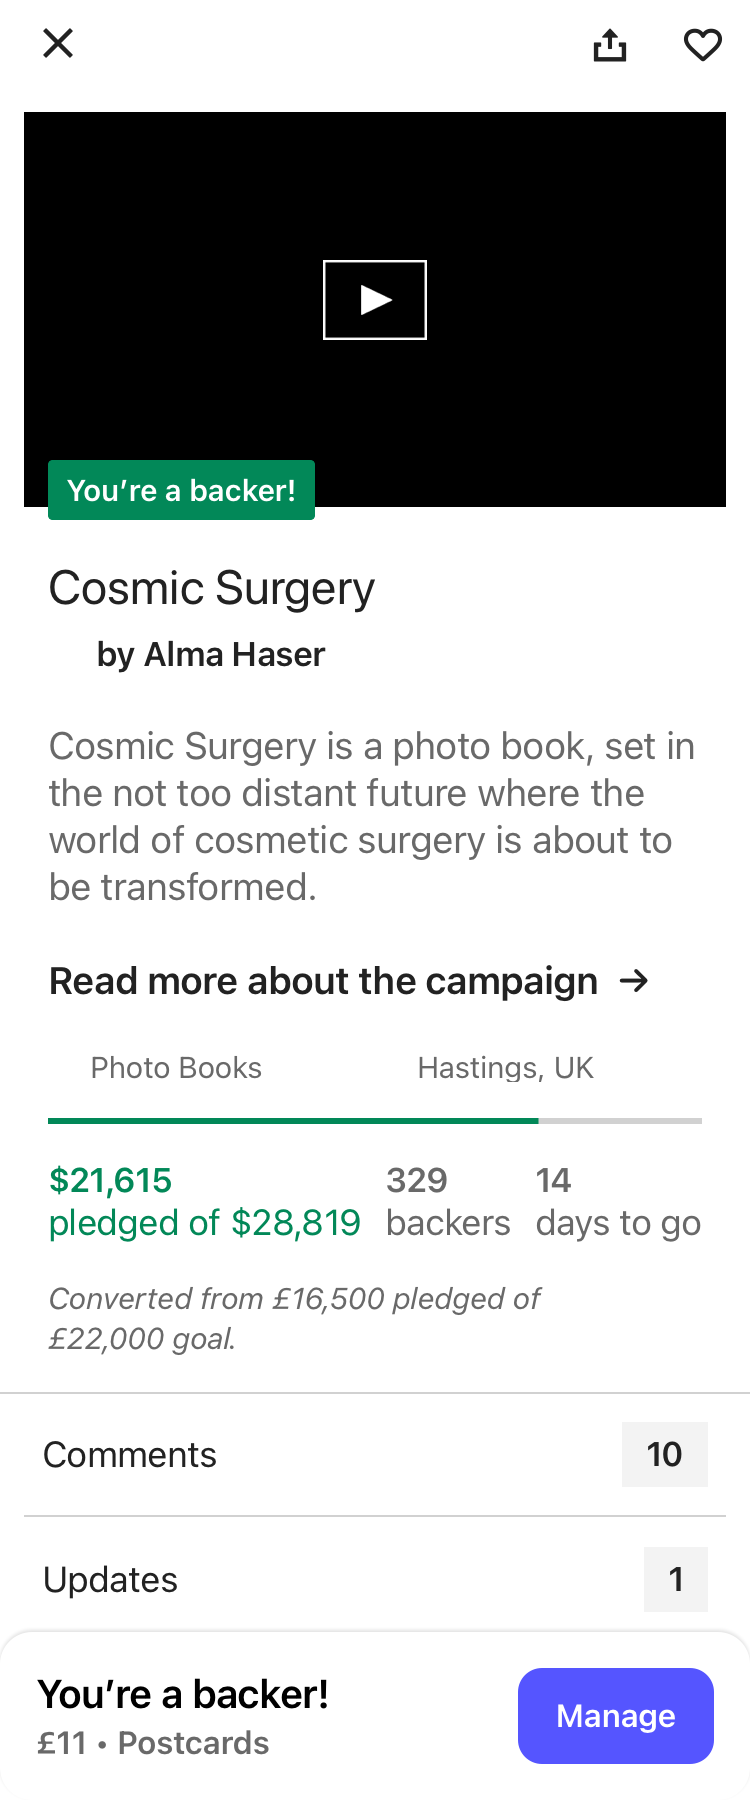 You're a backer!
Cosmic Surgery
by Alma Haser
Cosmic Surgery is a photo book, set in
the not too distant future where the
world of cosmetic surgery is about to
be transformed.
Read more about the campaign →
Photo Books
Hastings, UK
$21,615
pledged of $28,819
329
backers
14
days to go
Converted from £16,500 pledged of
£22,000 goal.
Comments
10
Updates
1
You're a backer!
£11 • Postcards
Manage